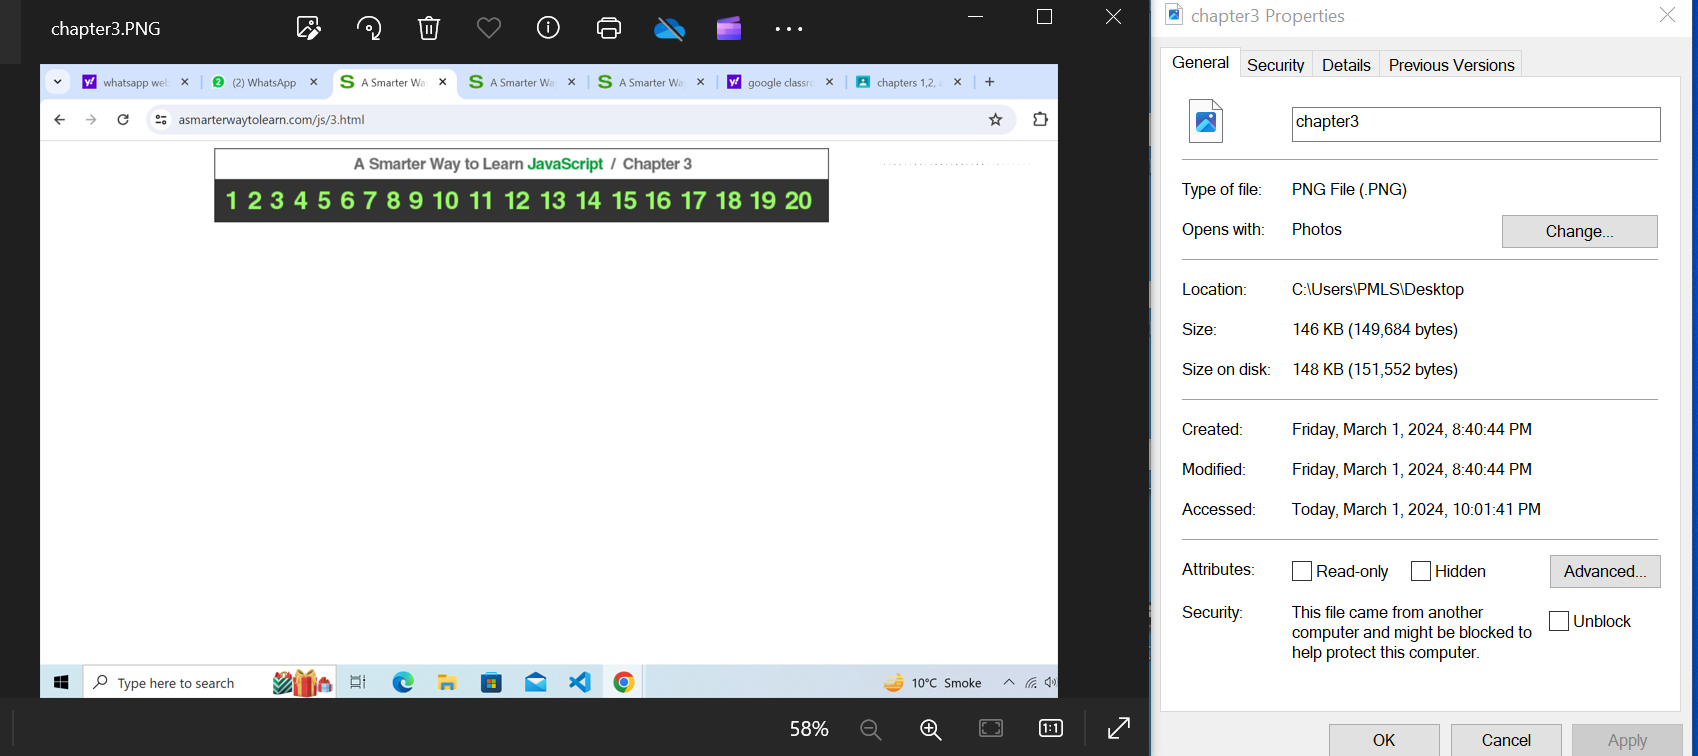 chapter3.PNG
whatsapp web
(2) WhatsApp
A Smarter Wa
A Smarter Wa
A Smarter Wa
google classr
chapters 1,2,
asmarterwaytolearn.com/js/3.html
A Smarter Way to Learn JavaScript / Chapter 3
1 2 3 4 5 6 7 8 9 10 11 12 13 14 15 16 17 18 19 20
Type here to search
10°C Smoke
58%
1:1
chapter3 Properties
General Security Details Previous Versions
chapter3
Type of file: PNG File (.PNG)
Opens with: Photos Change...
Location: C:\Users\PMLS\Desktop
Size: 146 KB (149,684 bytes)
Size on disk: 148 KB (151,552 bytes)
Created: Friday, March 1, 2024, 8:40:44 PM
Modified: Friday, March 1, 2024, 8:40:44 PM
Accessed: Today, March 1, 2024, 10:01:41 PM
Attributes: Read-only Hidden Advanced...
Security: This file came from another
computer and might be blocked to Unblock
help protect this computer.
OK Cancel Apply